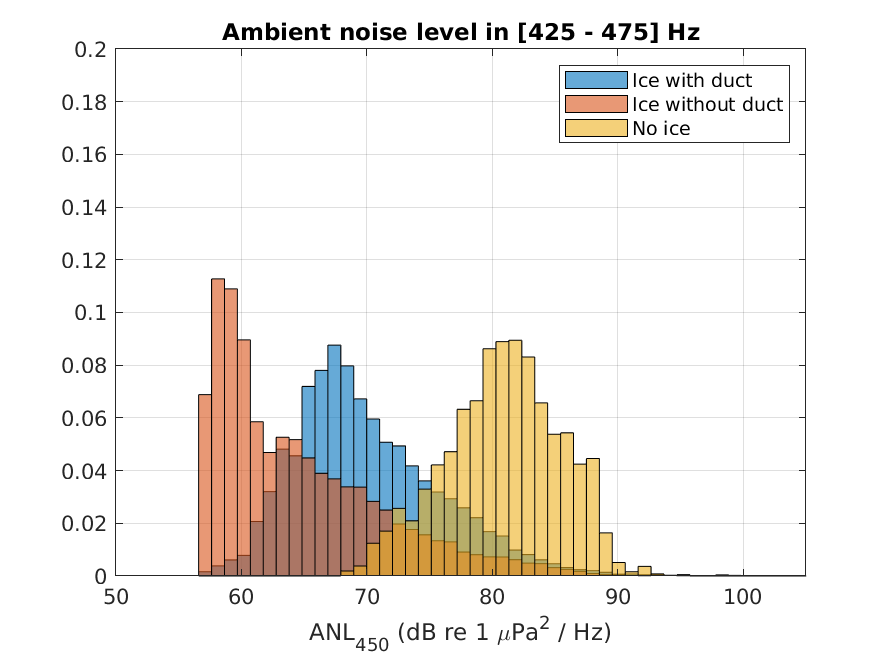 Ambient noise level in [425 - 475] Hz
0.2
0.18
0.16
0.14
0.12
0.1
0.08
0.06
0.04
0.02
0
Ice with duct
Ice without duct
No ice
50 60 70 80 90 100
ANL450 (dB re 1 μPa2 / Hz)